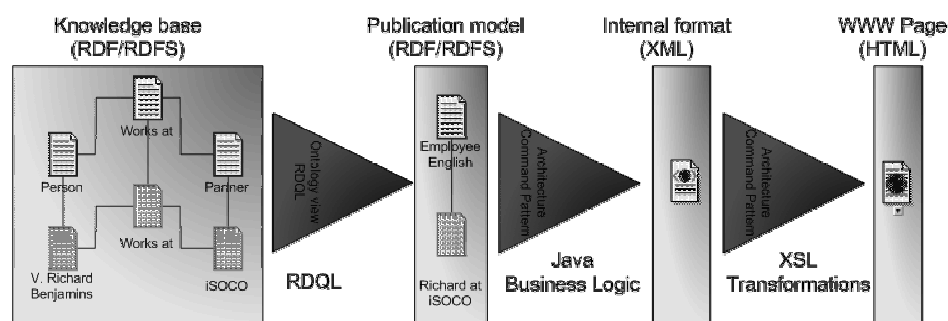 Knowledge base
(RDF/RDFS)
Publication model
(RDF/RDFS)
Internal format
(XML)
WWW Page
(HTML)
Works at
Person
Partner
Works at
V. Richard
Benjamins
iSOCO
Ontology view
RDQL
RDQL
Employee
English
Richard at
iSOCO
Architecture
Command Pattern
Java
Business Logic
Architecture
Command Pattern
XSL
Transformations